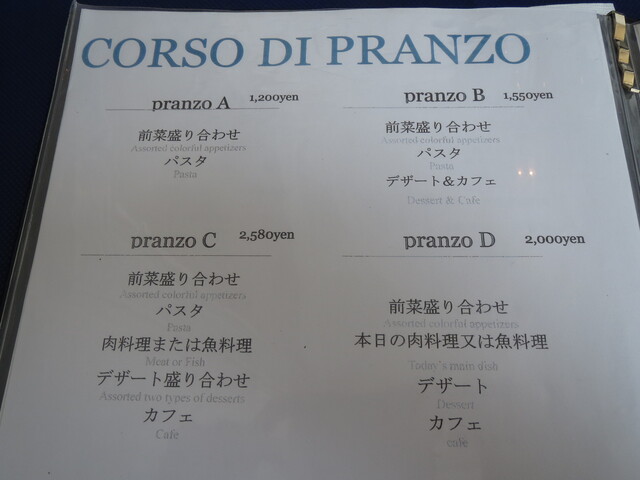 CORSO DI PRANZO
pranzo A 1,200yen
前菜盛り合わせ
Assorted colorful appetizers
パスタ
Pasta
pranzo B 1,550yen
前菜盛り合わせ
Assorted colorful appetizers
パスタ
Pasta
デザート&カフェ
Dessert & Cafe
pranzo C 2,580yen
前菜盛り合わせ
Assorted colorful appetizers
パスタ
Pasta
肉料理または魚料理
Meat or Fish
デザート盛り合わせ
Assorted two types of desserts
カフェ
Cafe
pranzo D 2,000yen
前菜盛り合わせ
Assorted colorful appetizers
本日の肉料理又は魚料理
Today's main dish
デザート
Dessert
カフェ
cafe